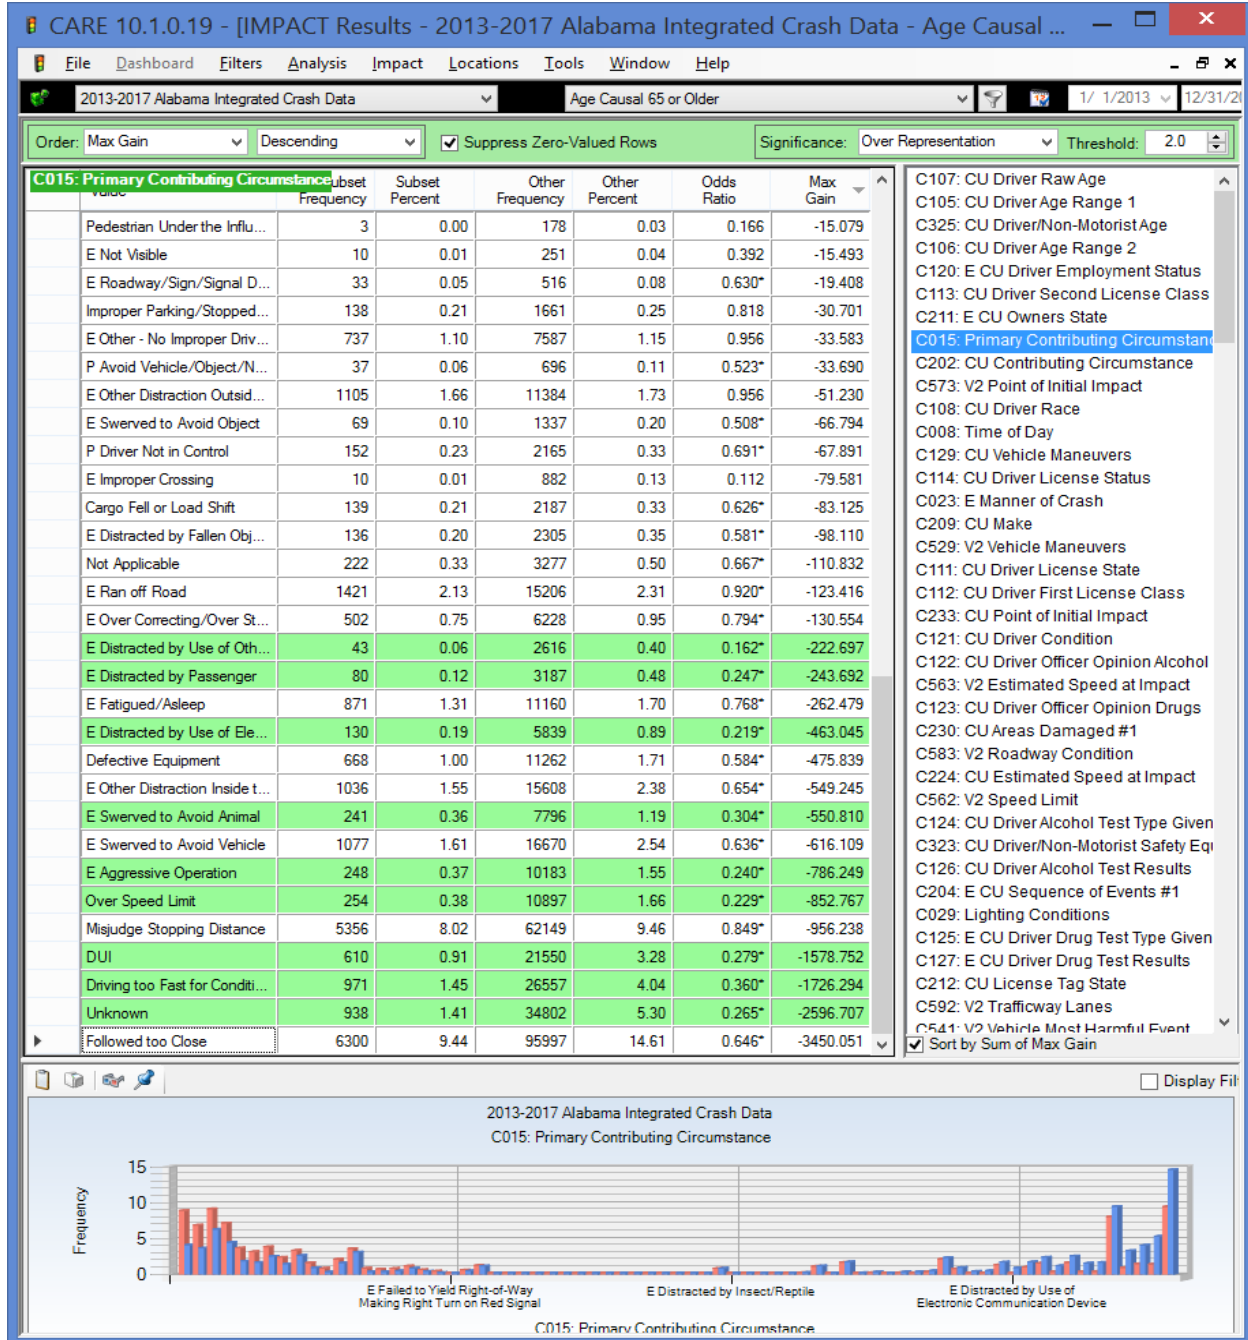 CARE 10.1.0.19 - [IMPACT Results - 2013-2017 Alabama Integrated Crash Data - Age Causal ...
File Dashboard Filters Analysis Impact Locations Tools Window Help
2013-2017 Alabama Integrated Crash Data Age Causal 65 or Older 1/ 1/2013 12/31/20
Order: Max Gain Descending Suppress Zero-Valued Rows Significance: Over Representation Threshold: 2.0
C015: Primary Contributing Circumstance
Subset Frequency Subset Percent Other Frequency Other Percent Odds Ratio Max Gain
Pedestrian Under the Influ... 3 0.00 178 0.03 0.166 -15.079
E Not Visible 10 0.01 251 0.04 0.392 -15.493
E Roadway/Sign/Signal D... 33 0.05 516 0.08 0.630* -19.408
Improper Parking/Stopped... 138 0.21 1661 0.25 0.818 -30.701
E Other - No Improper Driv... 737 1.10 7587 1.15 0.956 -33.583
P Avoid Vehicle/Object/N... 37 0.06 696 0.11 0.523* -33.690
E Other Distraction Outsid... 1105 1.66 11384 1.73 0.956 -51.230
E Swerved to Avoid Object 69 0.10 1337 0.20 0.508* -66.794
P Driver Not in Control 152 0.23 2165 0.33 0.691* -67.891
E Improper Crossing 10 0.01 882 0.13 0.112 -79.581
Cargo Fell or Load Shift 139 0.21 2187 0.33 0.626* -83.125
E Distracted by Fallen Obj... 136 0.20 2305 0.35 0.581* -98.110
Not Applicable 222 0.33 3277 0.50 0.667* -110.832
E Ran off Road 1421 2.13 15206 2.31 0.920* -123.416
E Over Correcting/Over St... 502 0.75 6228 0.95 0.794* -130.554
E Distracted by Use of Oth... 43 0.06 2616 0.40 0.162* -222.697
E Distracted by Passenger 80 0.12 3187 0.48 0.247* -243.692
E Fatigued/Asleep 871 1.31 11160 1.70 0.768* -262.479
E Distracted by Use of Ele... 130 0.19 5839 0.89 0.219* -463.045
Defective Equipment 668 1.00 11262 1.71 0.584* -475.839
E Other Distraction Inside t... 1036 1.55 15608 2.38 0.654* -549.245
E Swerved to Avoid Animal 241 0.36 7796 1.19 0.304* -550.810
E Swerved to Avoid Vehicle 1077 1.61 16670 2.54 0.636* -616.109
E Aggressive Operation 248 0.37 10183 1.55 0.240* -786.249
Over Speed Limit 254 0.38 10897 1.66 0.229* -852.767
Misjudge Stopping Distance 5356 8.02 62149 9.46 0.849* -956.238
DUI 610 0.91 21550 3.28 0.279* -1578.752
Driving too Fast for Conditi... 971 1.45 26557 4.04 0.360* -1726.294
Unknown 938 1.41 34802 5.30 0.265* -2596.707
Followed too Close 6300 9.44 95997 14.61 0.646* -3450.051
C107: CU Driver Raw Age
C105: CU Driver Age Range 1
C325: CU Driver/Non-Motorist Age
C106: CU Driver Age Range 2
C120: E CU Driver Employment Status
C113: CU Driver Second License Class
C211: E CU Owners State
C015: Primary Contributing Circumstanc
C202: CU Contributing Circumstance
C573: V2 Point of Initial Impact
C108: CU Driver Race
C008: Time of Day
C129: CU Vehicle Maneuvers
C114: CU Driver License Status
C023: E Manner of Crash
C209: CU Make
C529: V2 Vehicle Maneuvers
C111: CU Driver License State
C112: CU Driver First License Class
C233: CU Point of Initial Impact
C121: CU Driver Condition
C122: CU Driver Officer Opinion Alcohol
C563: V2 Estimated Speed at Impact
C123: CU Driver Officer Opinion Drugs
C230: CU Areas Damaged #1
C583: V2 Roadway Condition
C224: CU Estimated Speed at Impact
C562: V2 Speed Limit
C124: CU Driver Alcohol Test Type Given
C323: CU Driver/Non-Motorist Safety Equ
C126: CU Driver Alcohol Test Results
C204: E CU Sequence of Events #1
C029: Lighting Conditions
C125: E CU Driver Drug Test Type Given
C127: E CU Driver Drug Test Results
C212: CU License Tag State
C592: V2 Trafficway Lanes
C541: V2 Vehicle Most Harmful Event
Sort by Sum of Max Gain
Display Filt
2013-2017 Alabama Integrated Crash Data
C015: Primary Contributing Circumstance
Frequency
15
10
5
0
E Failed to Yield Right-of-Way
Making Right Turn on Red Signal
E Distracted by Insect/Reptile
E Distracted by Use of
Electronic Communication Device
C015: Primary Contributing Circumstance